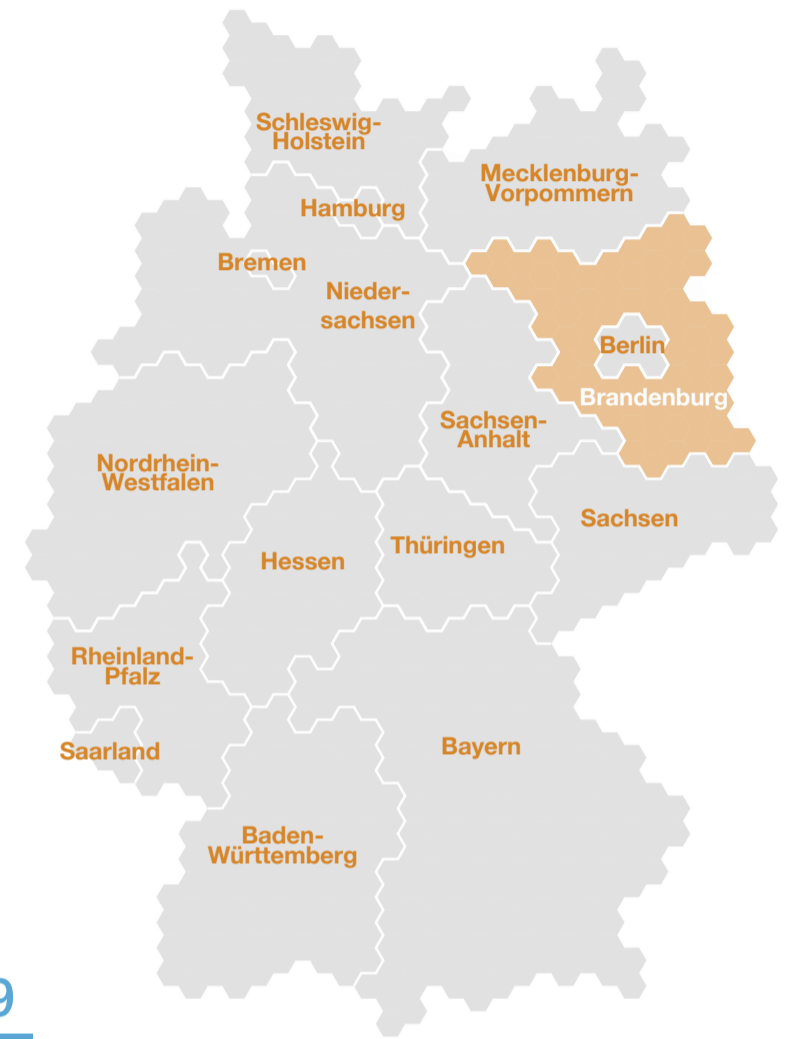 Schleswig-
Holstein
Mecklenburg-
Vorpommern
Hamburg
Bremen
Nieder-
sachsen
Berlin
Brandenburg
Sachsen-
Anhalt
Nordrhein-
Westfalen
Sachsen
Thüringen
Hessen
Rheinland-
Pfalz
Saarland
Bayern
Baden-
Württemberg
9